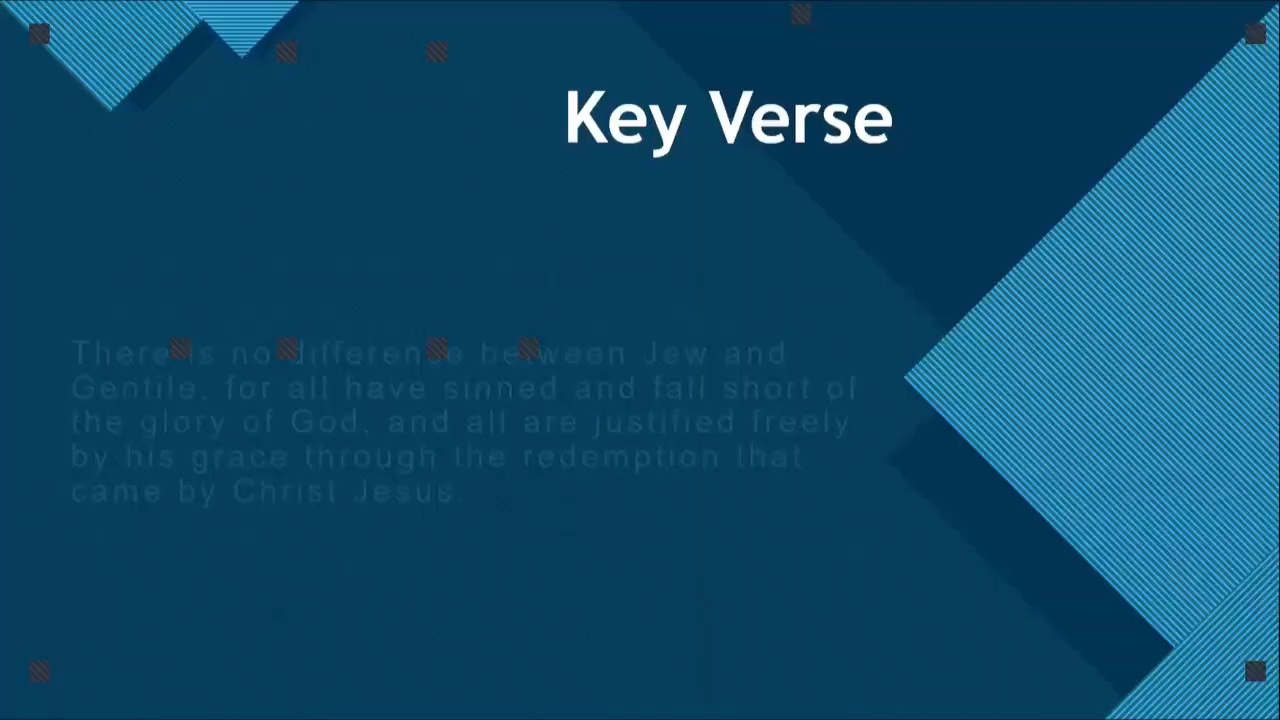 Key Verse
There is no difference between Jew and
Gentile, for all have sinned and fall short of
the glory of God, and all are justified freely
by his grace through the redemption that
came by Christ Jesus.